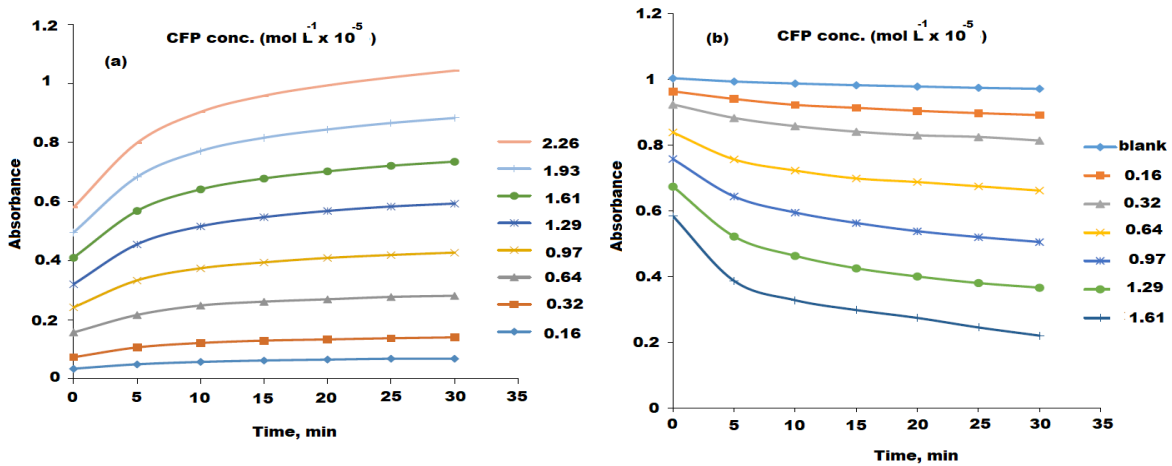 CFP conc. (mol L-1 x 10-5 )
(a)
1.2
1
0.8
0.6
0.4
0.2
0
Absorbance
0 5 10 15 20 25 30 35
Time, min
2.26
1.93
1.61
1.29
0.97
0.64
0.32
0.16
(b) CFP conc. (mol L-1 x 10-5 )
1.2
1
0.8
0.6
0.4
0.2
0
Absorbance
0 5 10 15 20 25 30 35
Time, min
blank
0.16
0.32
0.64
0.97
1.29
1.61